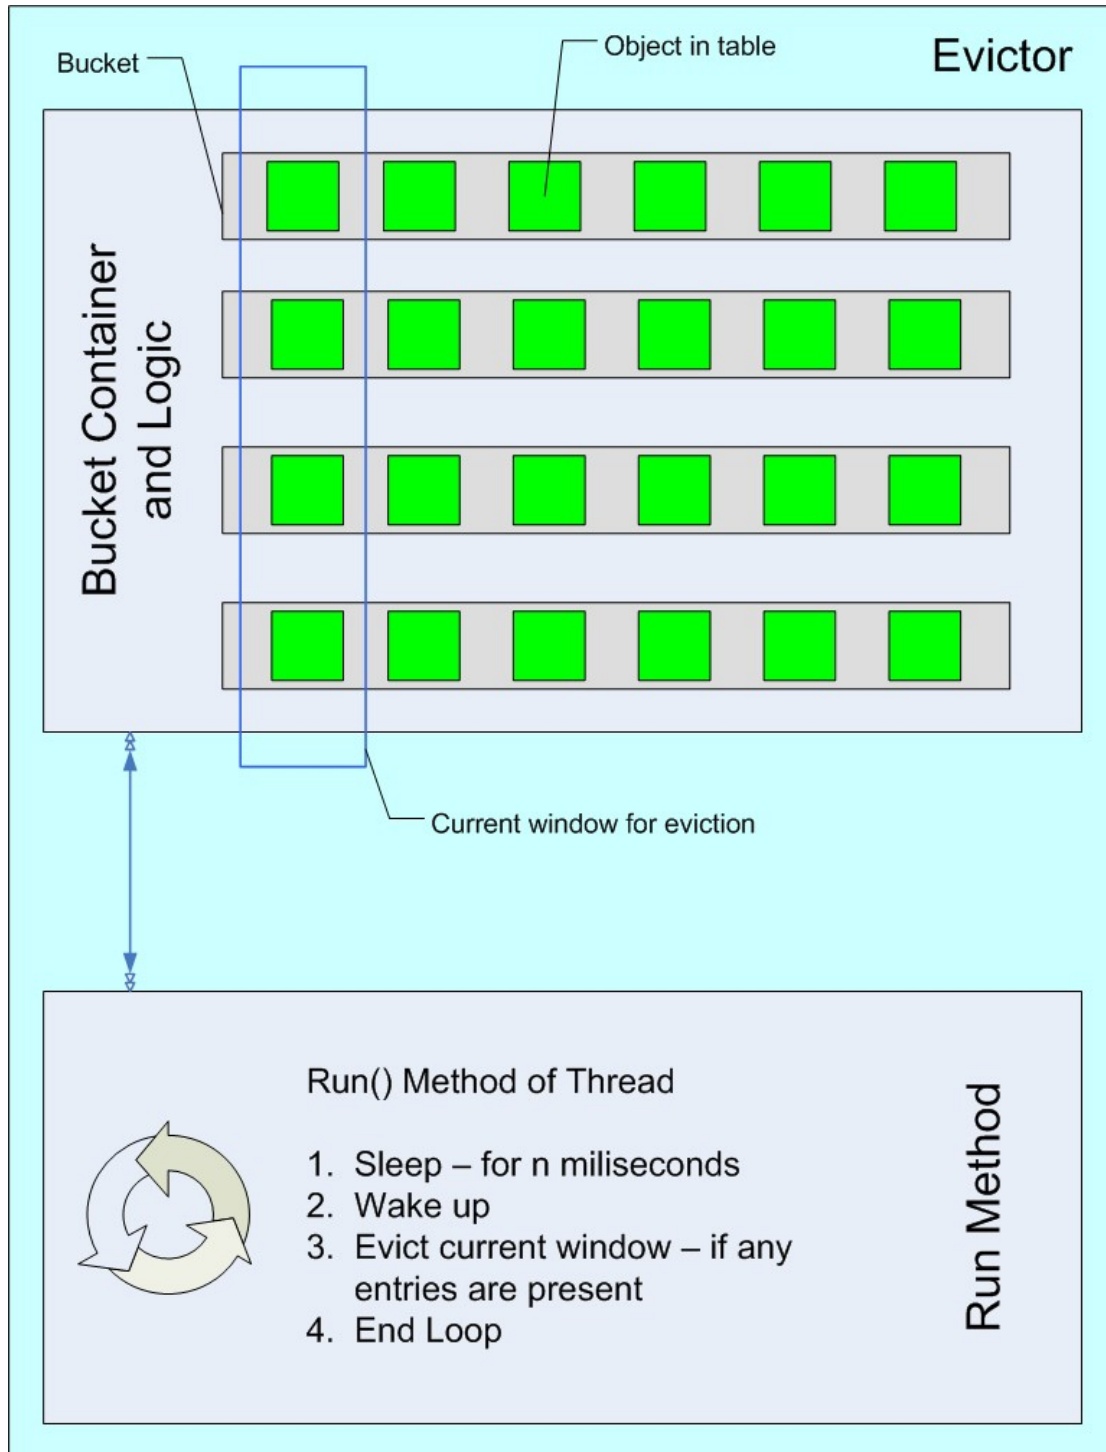 Evictor
Bucket
Object in table
Bucket Container
and Logic
Current window for eviction
Run() Method of Thread
1. Sleep – for n miliseconds
2. Wake up
3. Evict current window – if any
entries are present
4. End Loop
Run Method